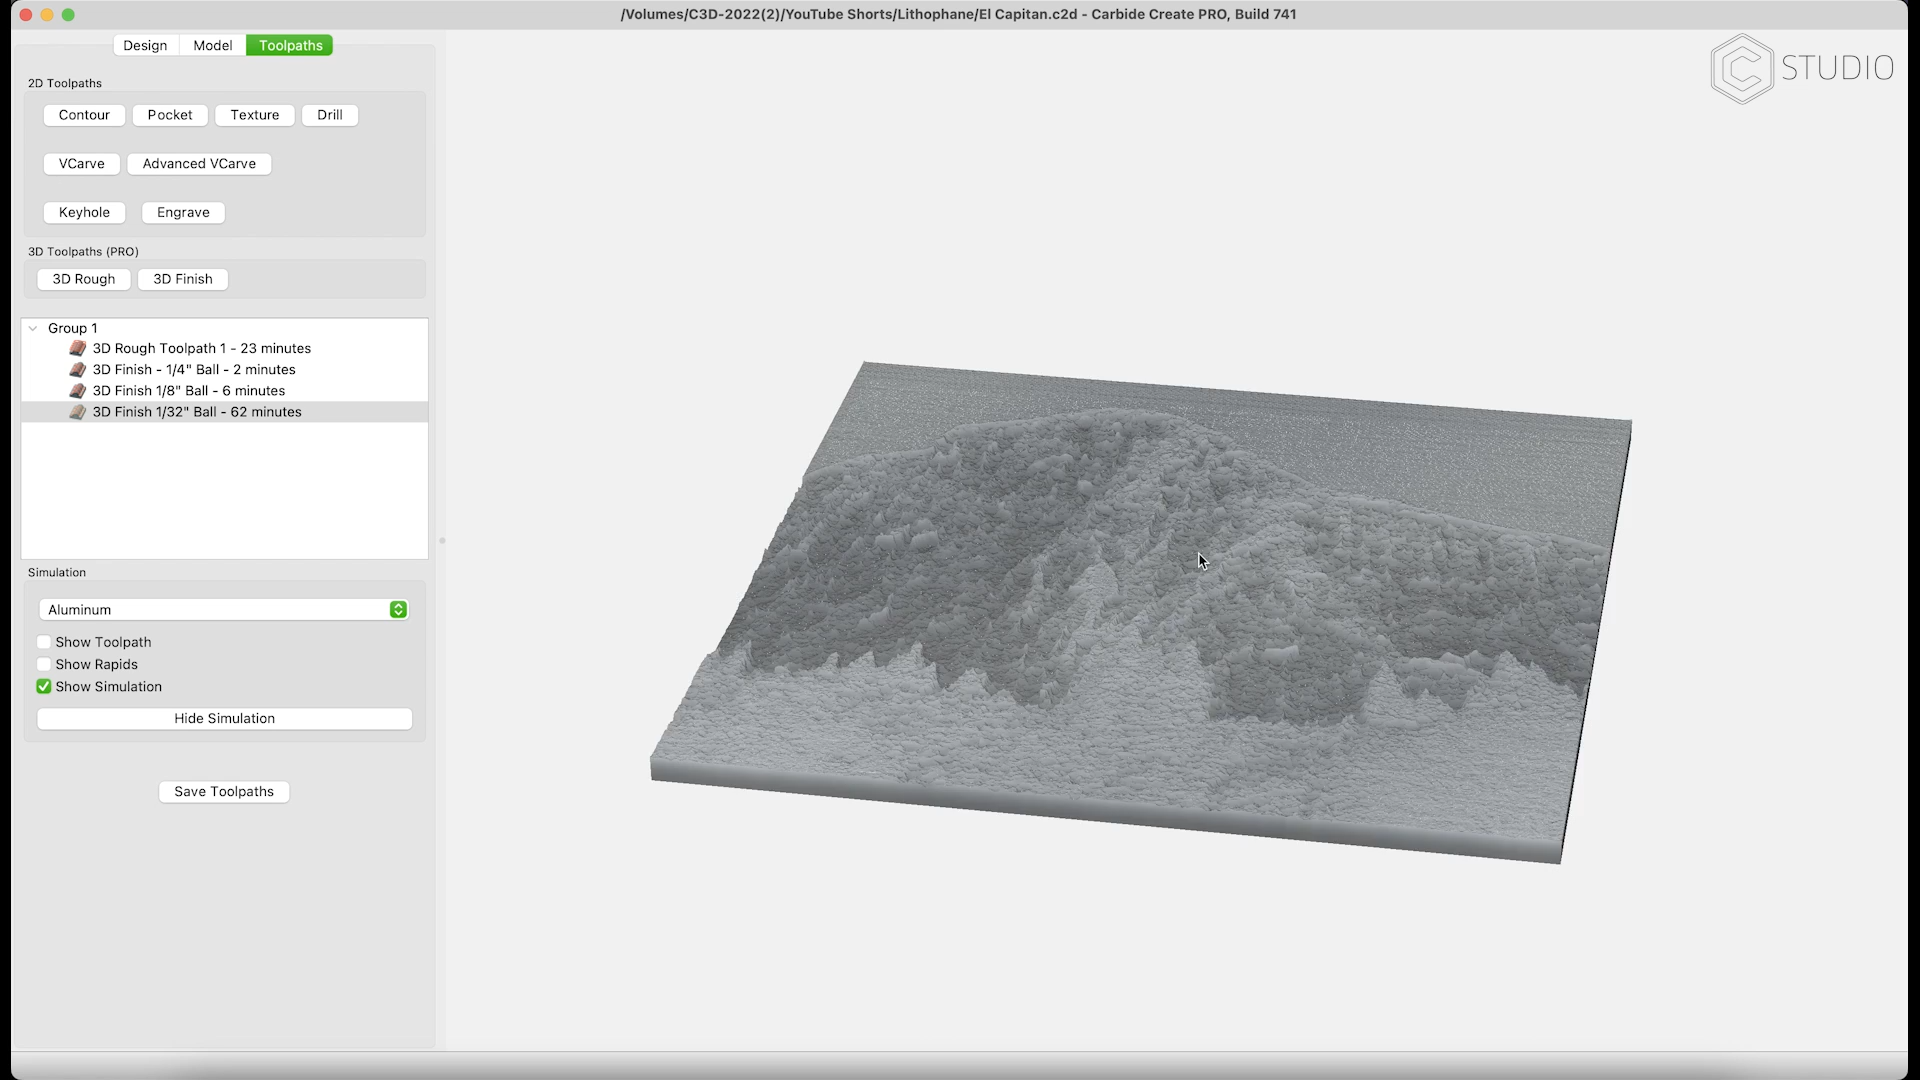 /Volumes/C3D-2022(2)/YouTube Shorts/Lithophane/El Capitan.c2d - Carbide Create PRO, Build 741
Design Model Toolpaths
STUDIO
2D Toolpaths
Contour Pocket Texture Drill
VCarve Advanced VCarve
Keyhole Engrave
3D Toolpaths (PRO)
3D Rough 3D Finish
Group 1
3D Rough Toolpath 1 - 23 minutes
3D Finish - 1/4" Ball - 2 minutes
3D Finish 1/8" Ball - 6 minutes
3D Finish 1/32" Ball - 62 minutes
Simulation
Aluminum
Show Toolpath
Show Rapids
Show Simulation
Hide Simulation
Save Toolpaths